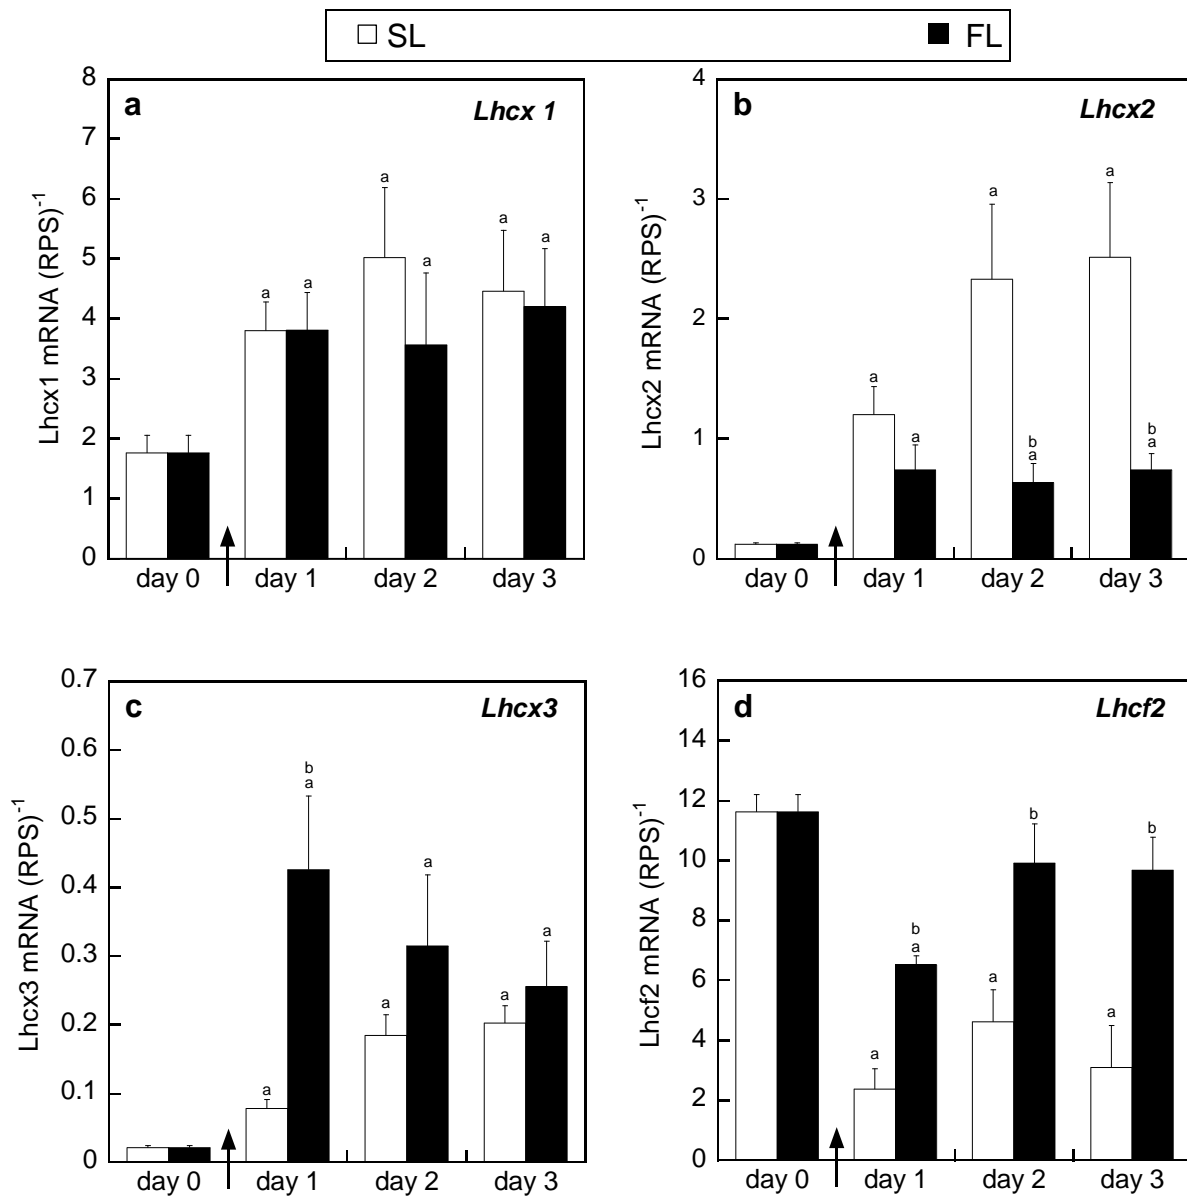 SL FL
a Lhcx 1
Lhcx1 mRNA (RPS)-1
8
7
6
5
4
3
2
1
0
a a a a a a
day 0 day 1 day 2 day 3
b Lhcx2
Lhcx2 mRNA (RPS)-1
4
3
2
1
0
a a a b a a b a
day 0 day 1 day 2 day 3
c Lhcx3
Lhcx3 mRNA (RPS)-1
0.7
0.6
0.5
0.4
0.3
0.2
0.1
0
a b a a a a a
day 0 day 1 day 2 day 3
d Lhcf2
Lhcf2 mRNA (RPS)-1
16
14
12
10
8
6
4
2
0
a b a a b a b
day 0 day 1 day 2 day 3